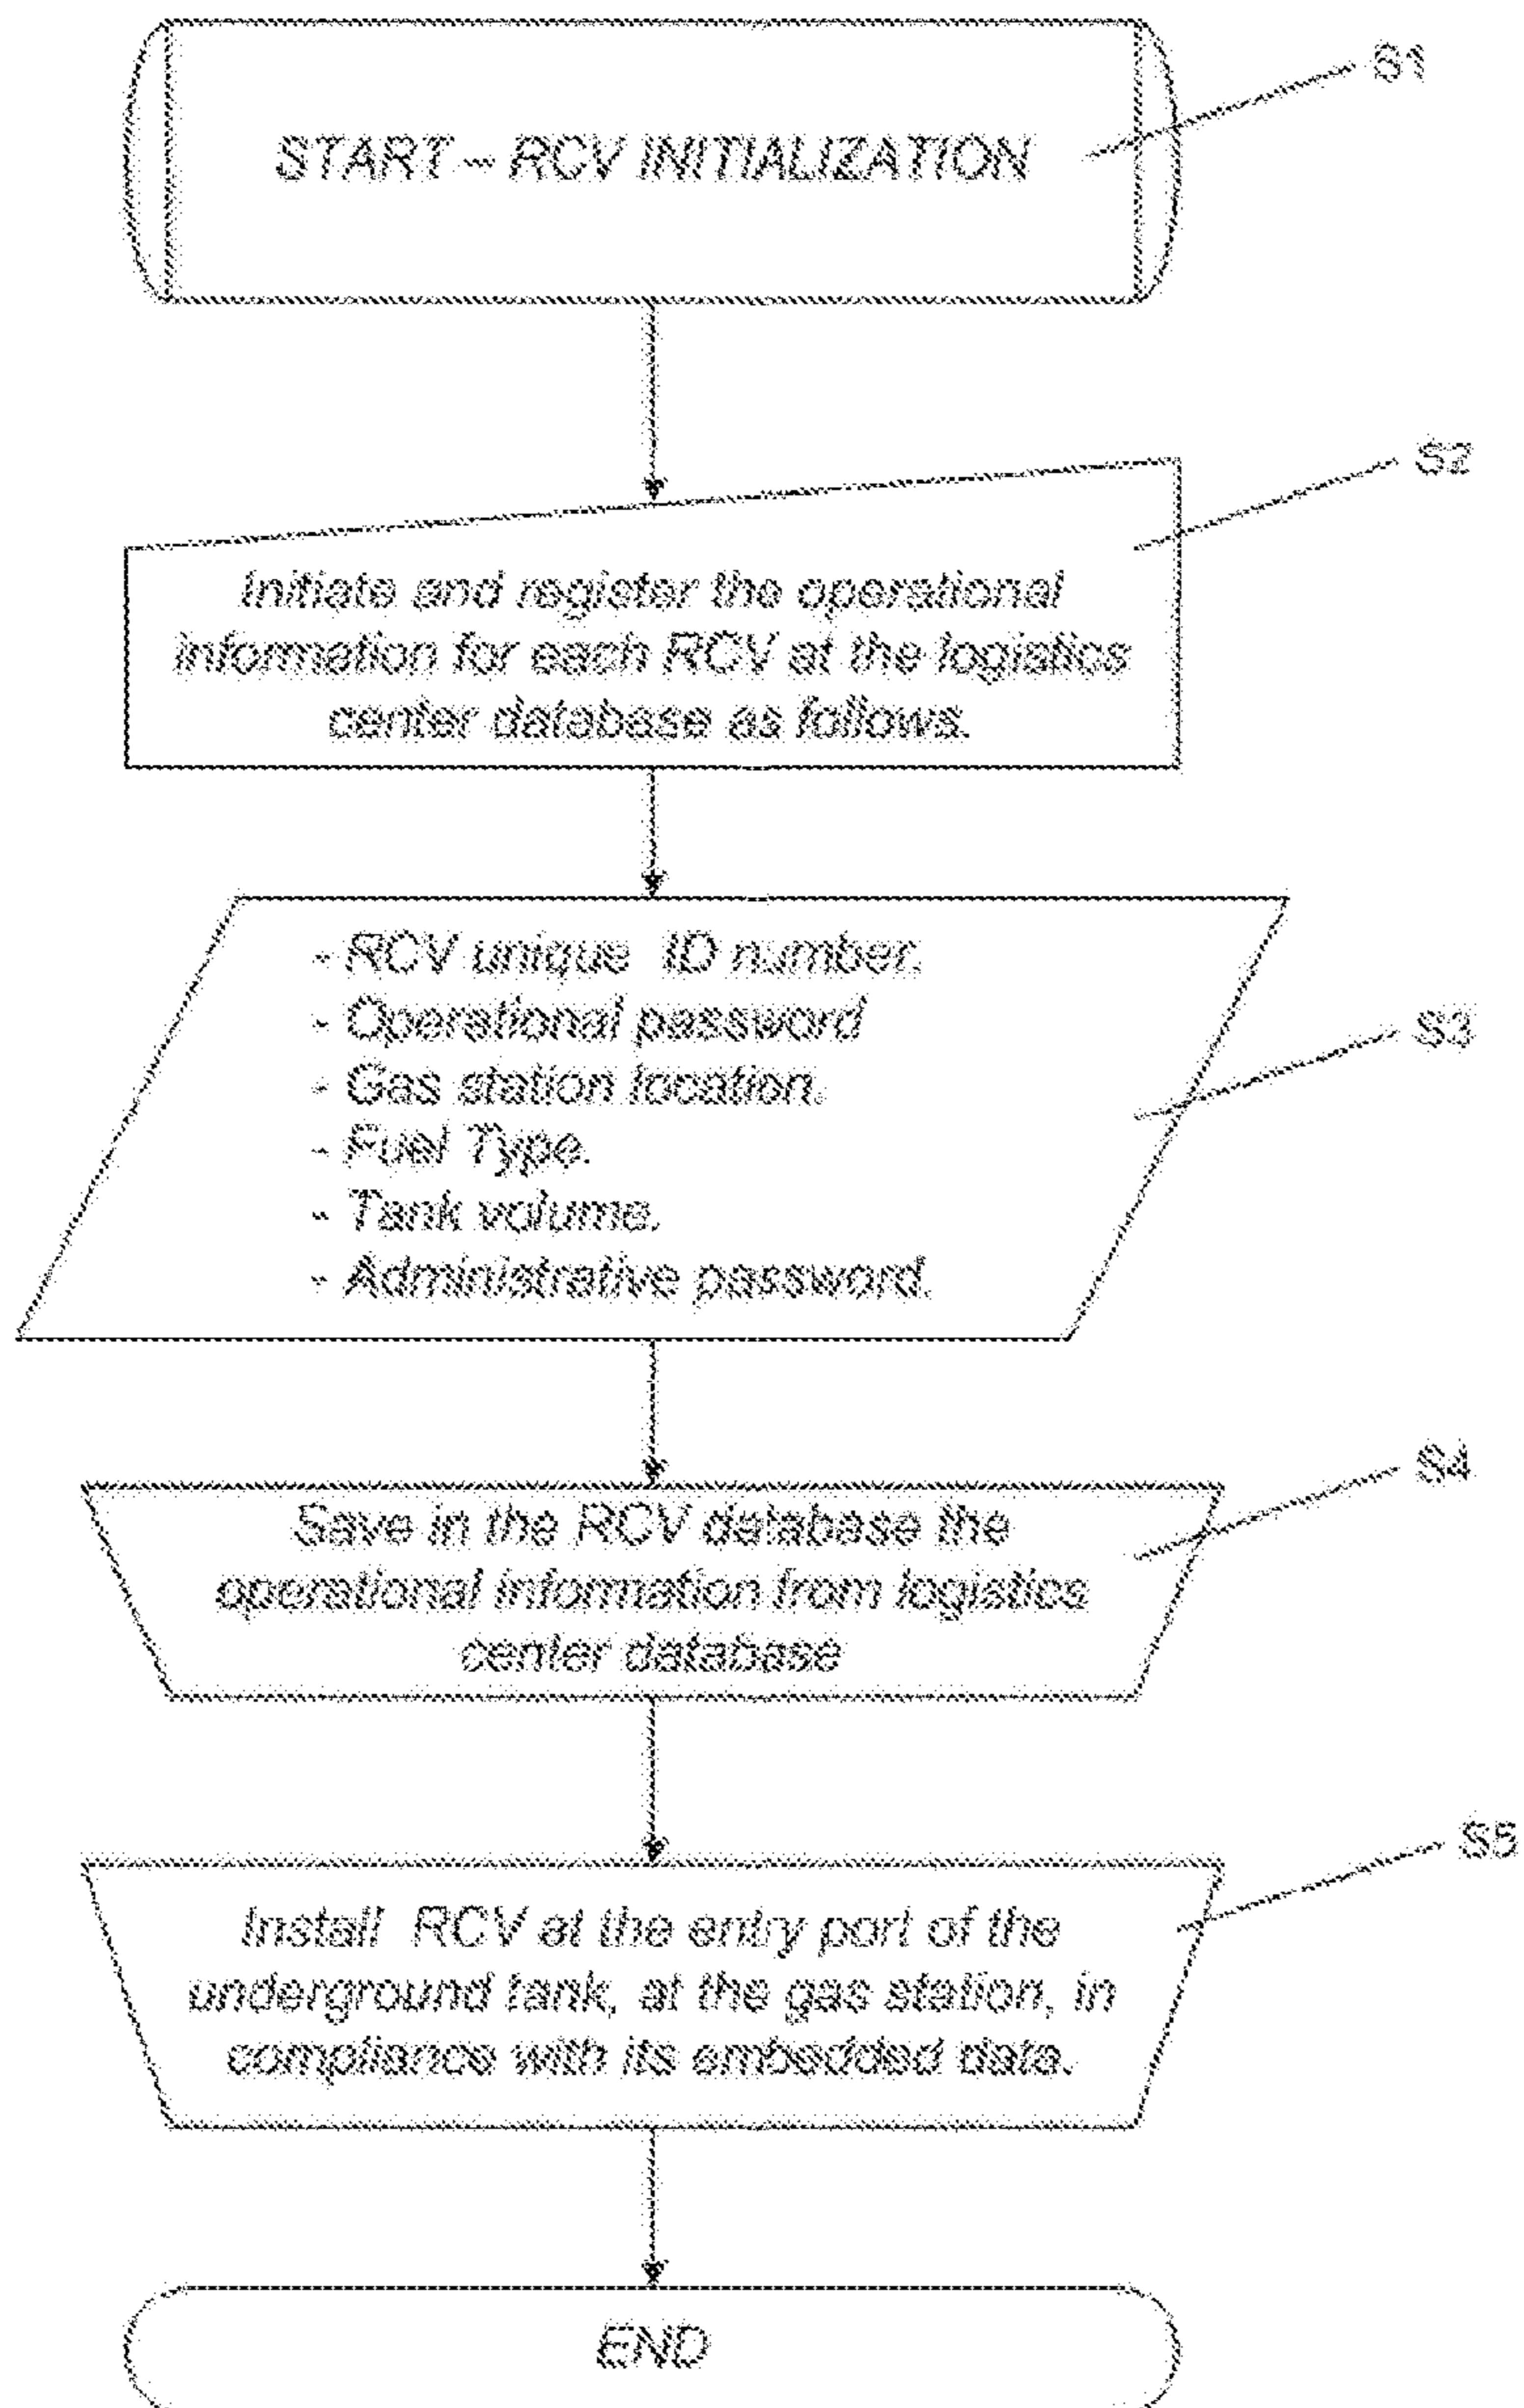 S1
START – RCV INITIALIZATION
S2
Initiate and register the operational
information for each RCV at the logistics
center database as follows.
- RCV unique ID number.
- Operational password
S3
- Gas station location.
- Fuel Type.
- Tank volume.
- Administrative password.
S4
Save in the RCV database the
operational information from logistics
center database
S5
Install RCV at the entry port of the
underground tank, at the gas station, in
compliance with its embedded data.
END